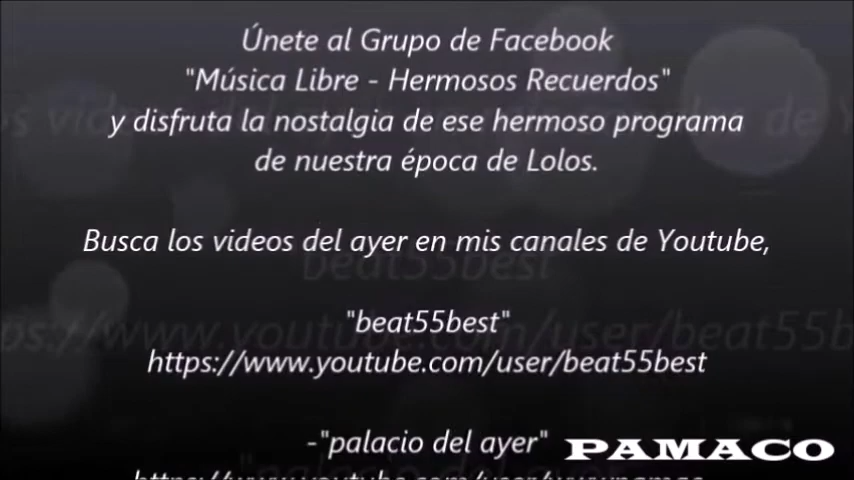 Únete al Grupo de Facebook
"Música Libre - Hermosos Recuerdos"
y disfruta la nostalgia de ese hermoso programa
de nuestra época de Lolos.
Busca los videos del ayer en mis canales de Youtube,
"beat55best"
https://www.youtube.com/user/beat55best
-"palacio del ayer"
PAMACO